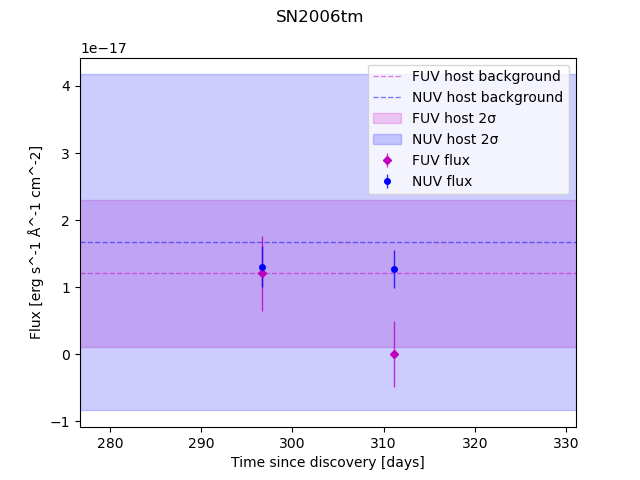 SN2006tm
1e−17
FUV host background
NUV host background
FUV host 2σ
NUV host 2σ
FUV flux
NUV flux
4
3
2
1
0
−1
Flux [erg s^-1 Å^-1 cm^-2]
280 290 300 310 320 330
Time since discovery [days]